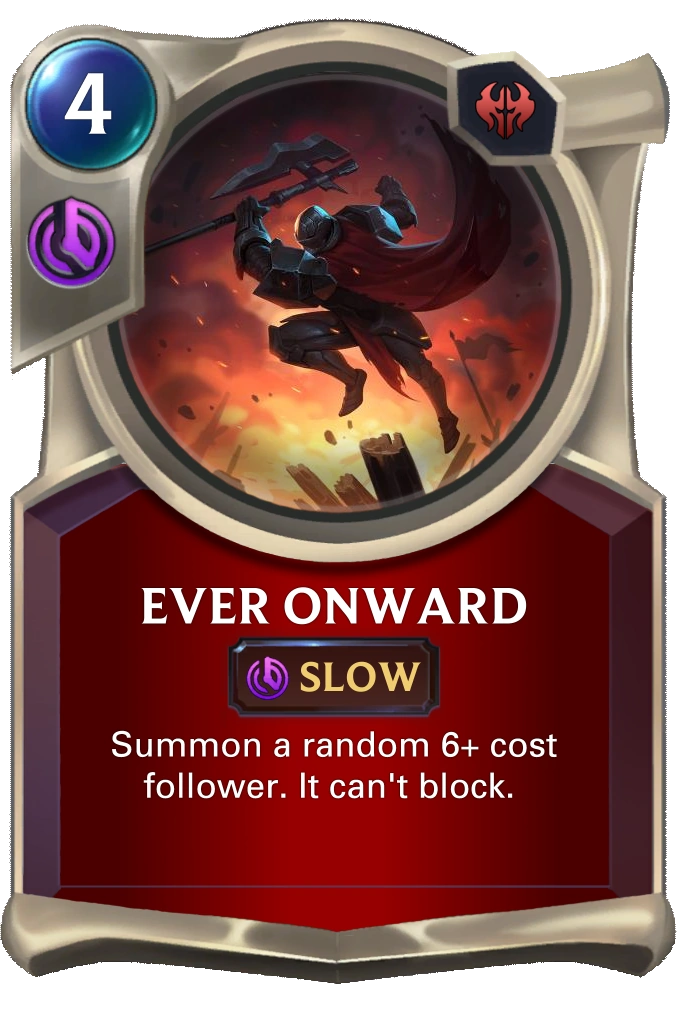 4
EVER ONWARD
SLOW
Summon a random 6+ cost
follower. It can't block.